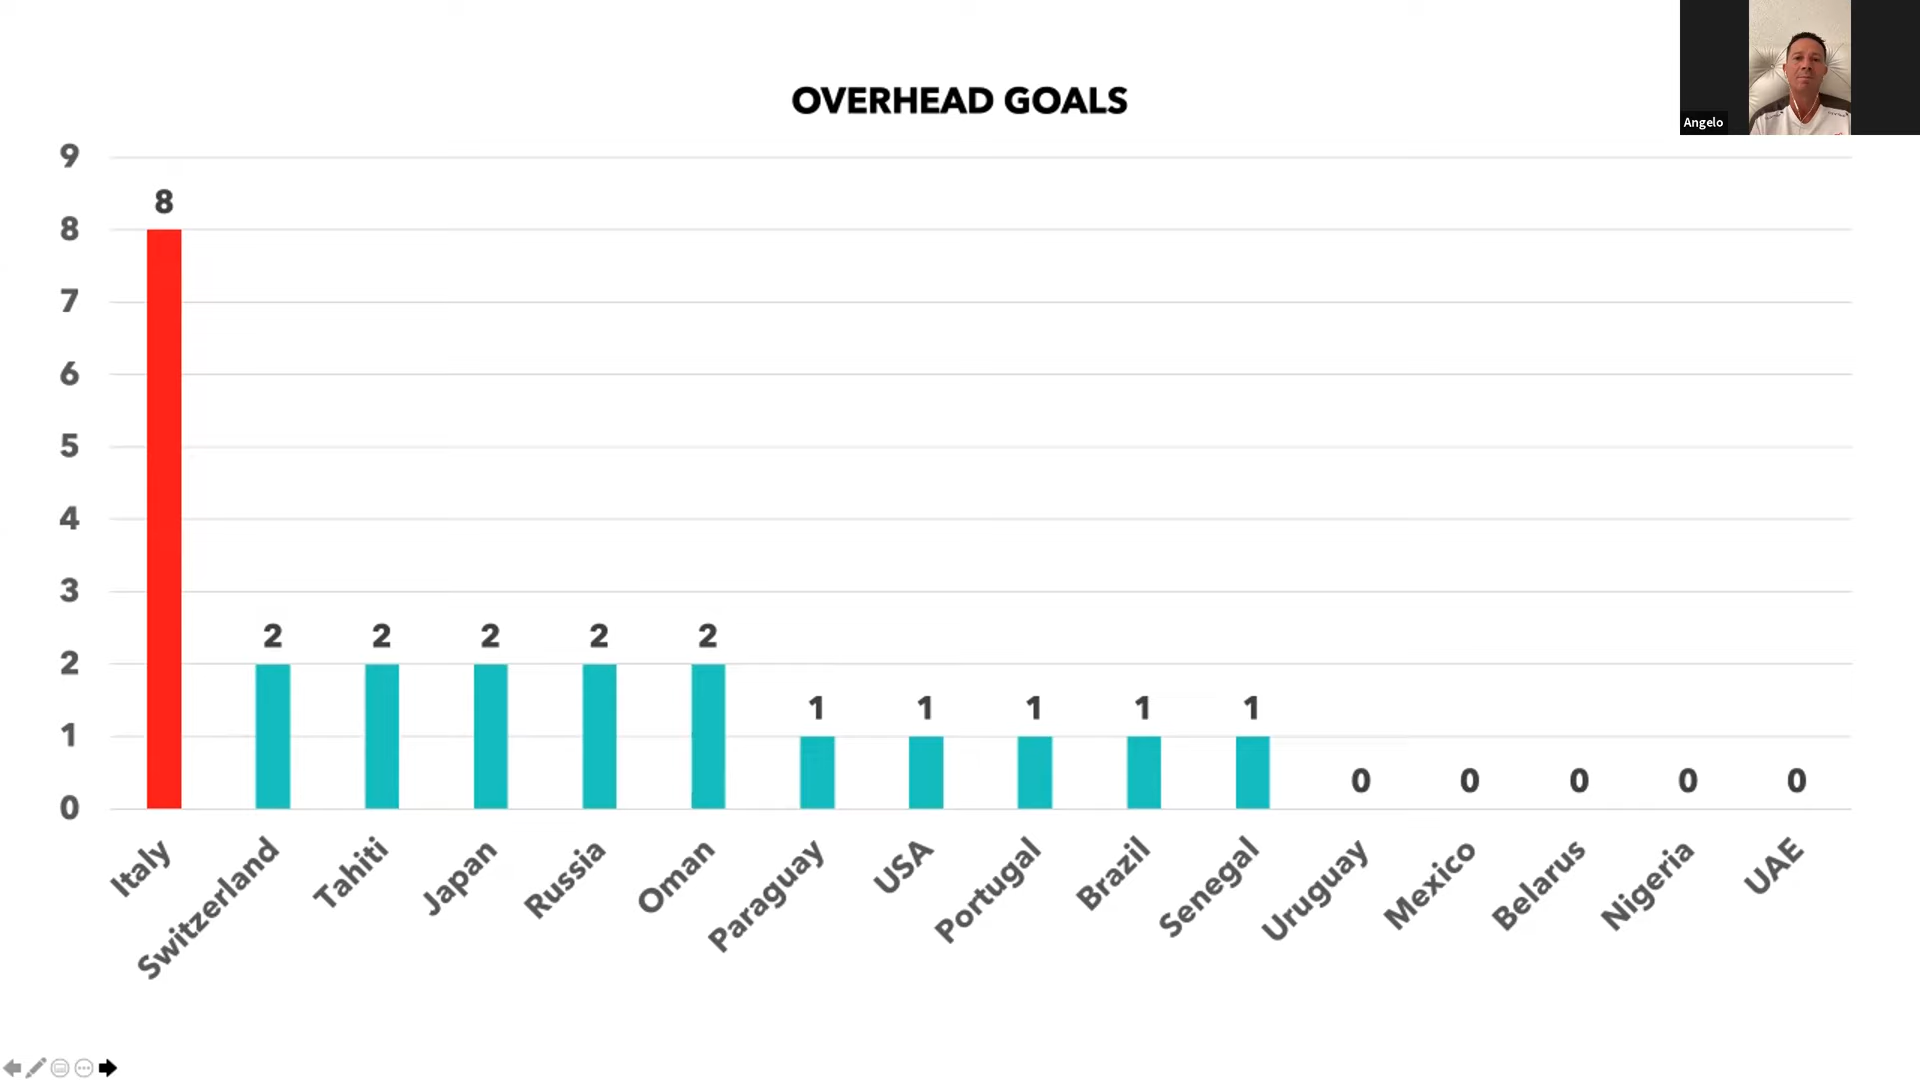 OVERHEAD GOALS
Angelo
9
8
7
6
5
4
3
2
1
0
8
2
2
2
2
2
1
1
1
1
1
0
0
0
0
0
Italy
Switzerland
Tahiti
Japan
Russia
Oman
Paraguay
USA
Portugal
Brazil
Senegal
Uruguay
Mexico
Belarus
Nigeria
UAE